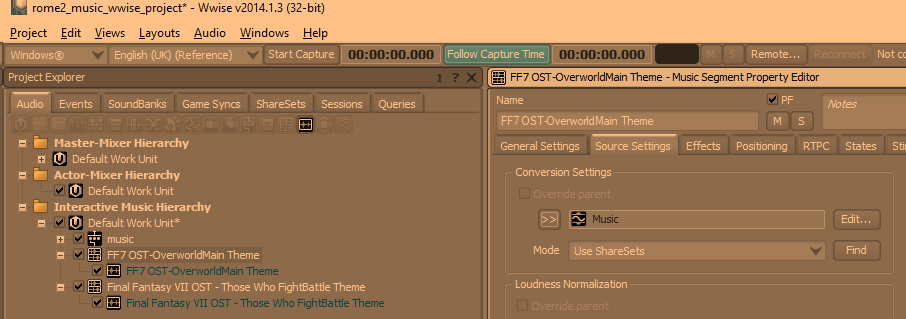 rome2_music_wwise_project* - Wwise v2014.1.3 (32-bit)
Project Edit Views Layouts Audio Windows Help
Windows® English (UK) (Reference) Start Capture 00:00:00.000 Follow Capture Time 00:00:00.000 M S Remote... Reconnect Not co
Project Explorer 1 ? X
FF7 OST-OverworldMain Theme - Music Segment Property Editor
Audio Events SoundBanks Game Syncs ShareSets Sessions Queries
Name PF Notes
FF7 OST-OverworldMain Theme M S
Master-Mixer Hierarchy
Default Work Unit
Actor-Mixer Hierarchy
Default Work Unit
Interactive Music Hierarchy
Default Work Unit*
music
FF7 OST-OverworldMain Theme
FF7 OST-OverworldMain Theme
Final Fantasy VII OST - Those Who FightBattle Theme
Final Fantasy VII OST - Those Who FightBattle Theme
General Settings Source Settings Effects Positioning RTPC States Sti
Conversion Settings
Override parent
>> Music Edit...
Mode Use ShareSets Find
Loudness Normalization
Override parent